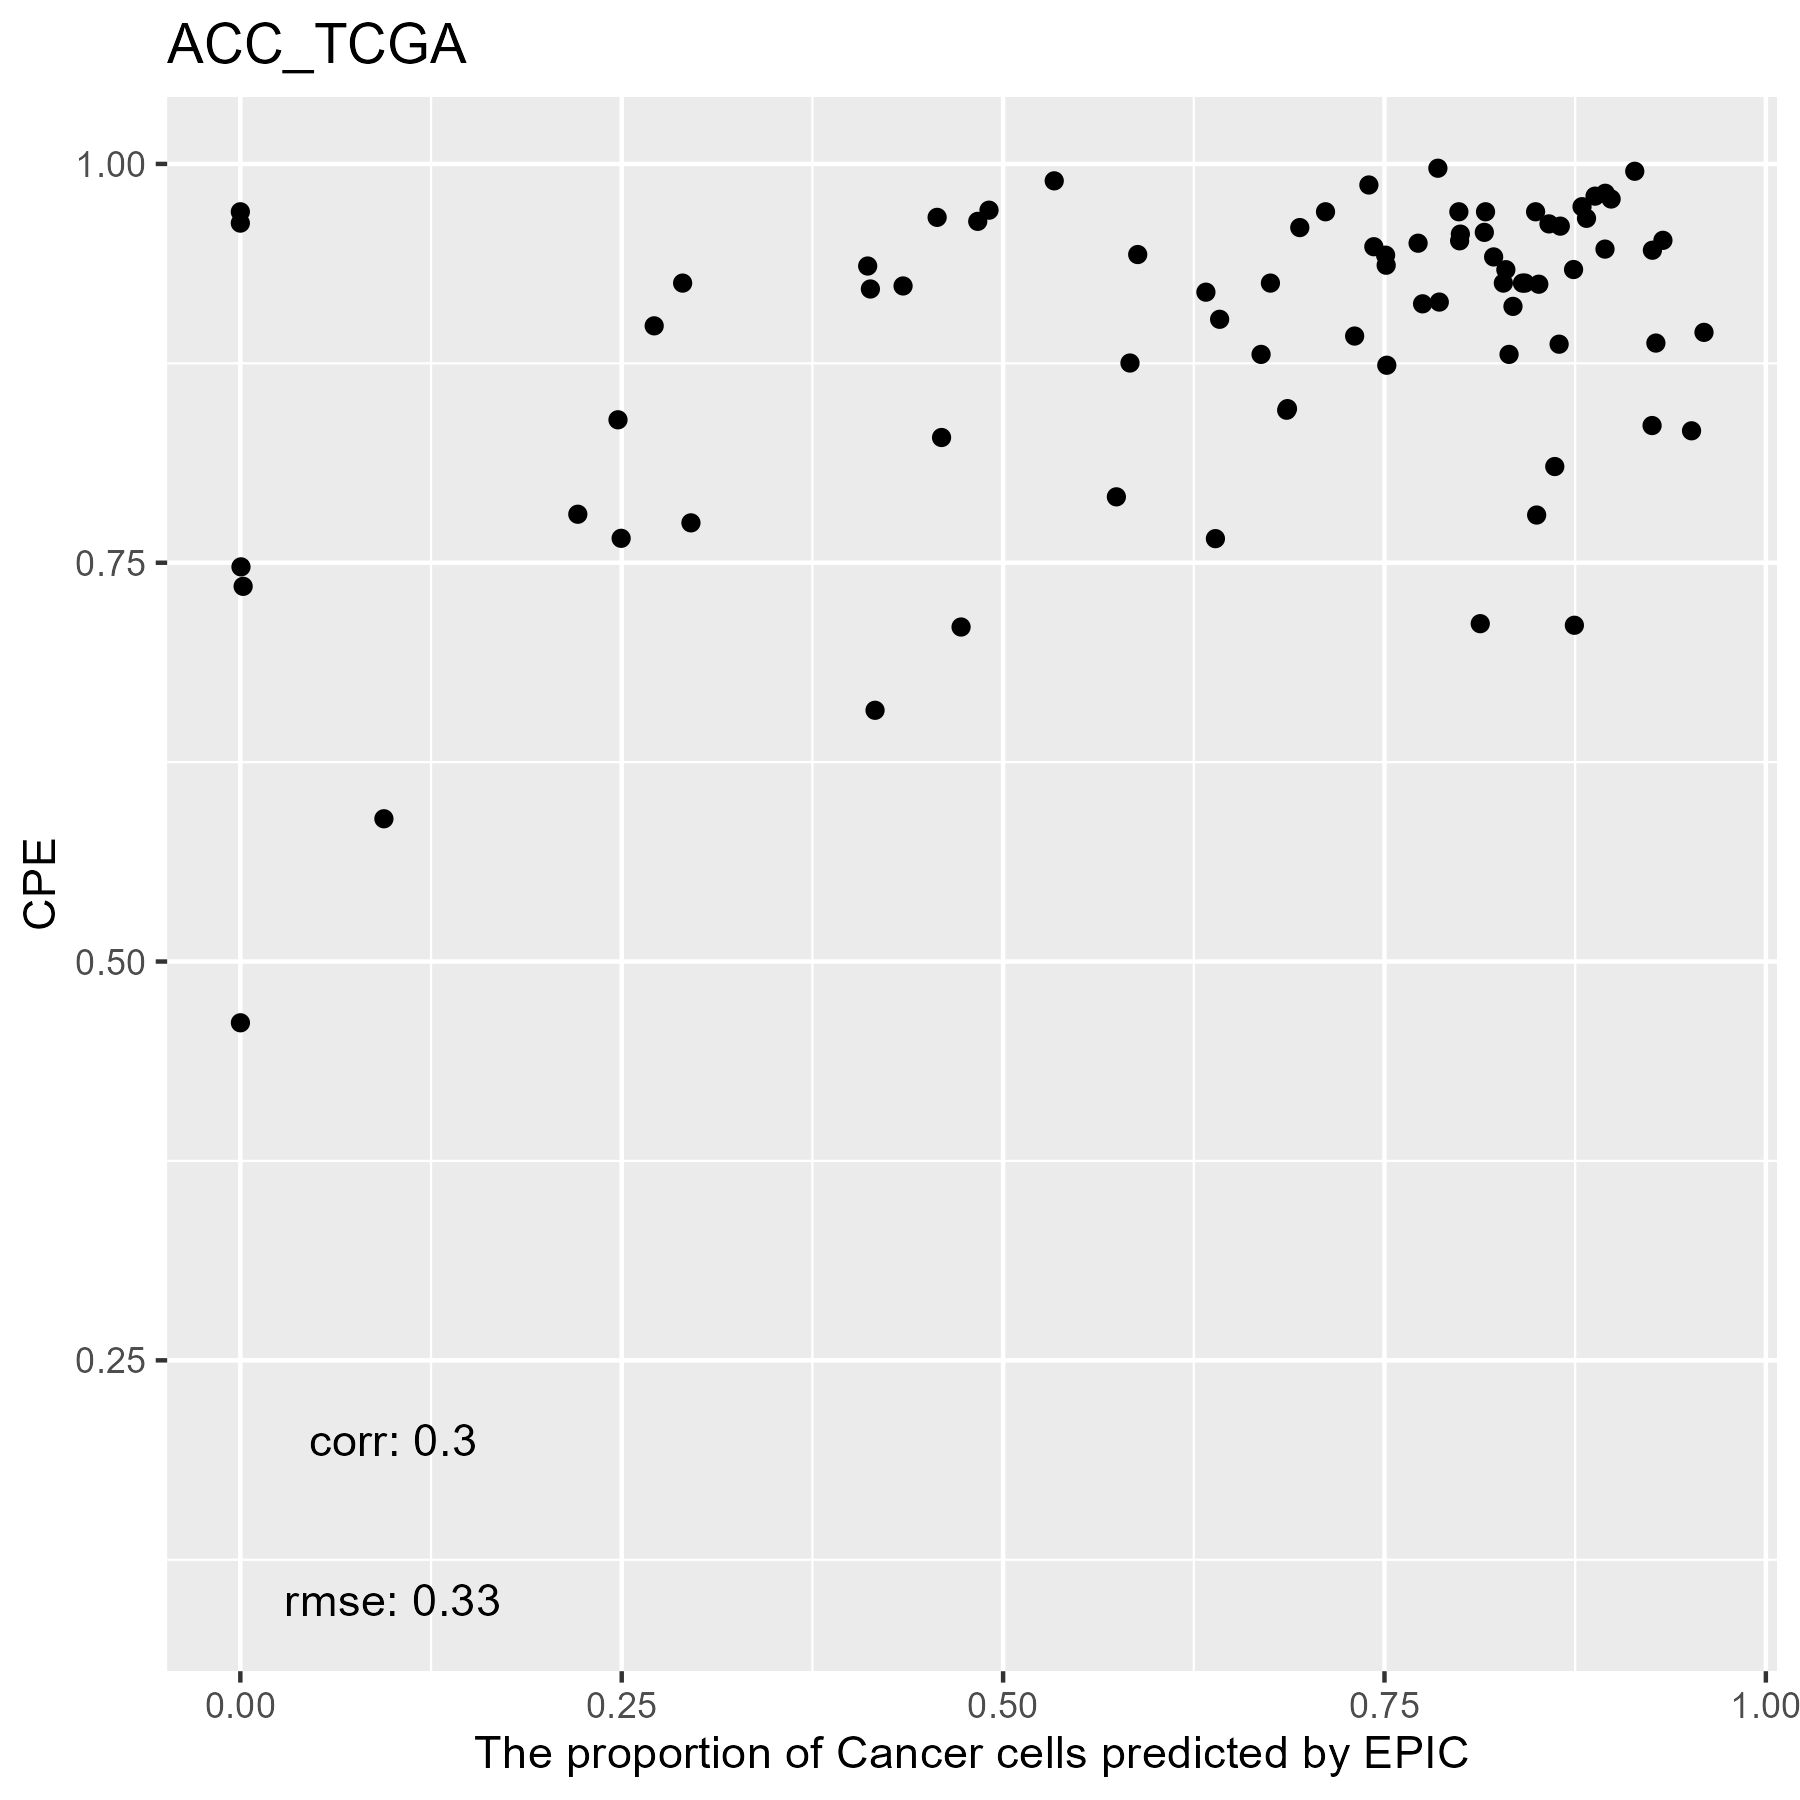 ACC_TCGA
1.00
0.75
0.50
0.25
CPE
corr: 0.3
rmse: 0.33
0.00 0.25 0.50 0.75 1.00
The proportion of Cancer cells predicted by EPIC